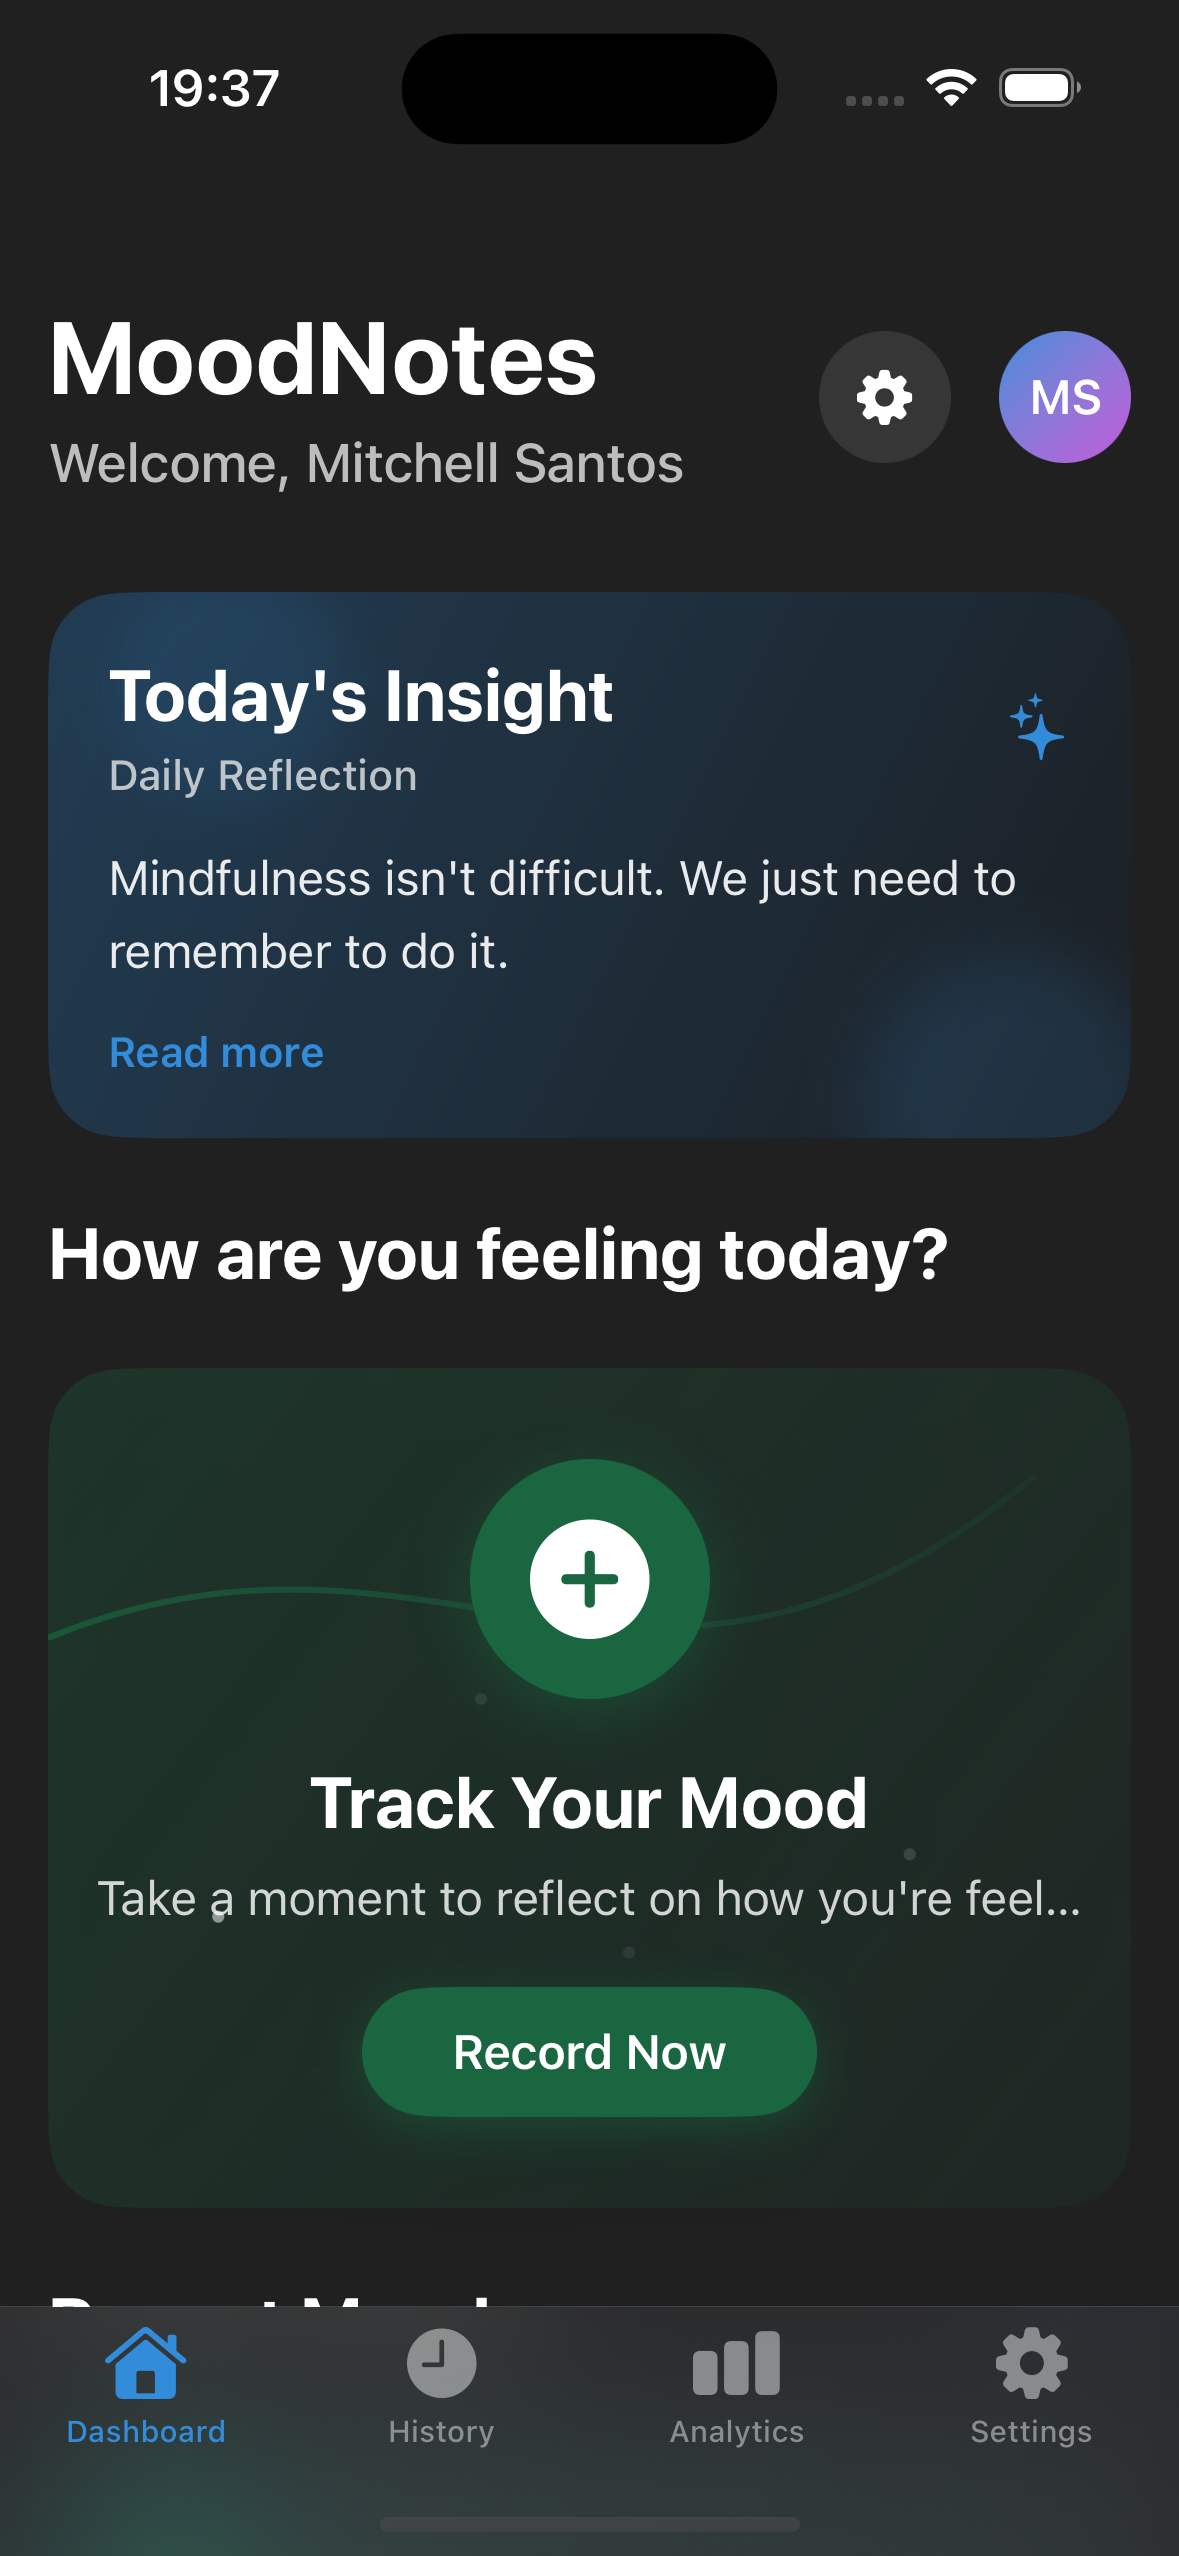 19:37
MoodNotes
Welcome, Mitchell Santos
MS
Today's Insight
Daily Reflection
Mindfulness isn't difficult. We just need to
remember to do it.
Read more
How are you feeling today?
Track Your Mood
Take a moment to reflect on how you're feel...
Record Now
Dashboard
History
Analytics
Settings